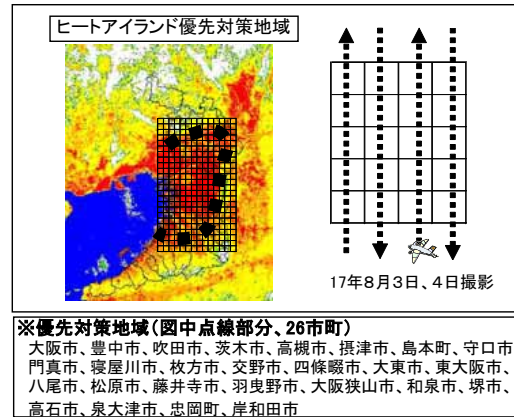 ヒートアイランド優先対策地域
17年8月3日、4日撮影
※優先対策地域(図中点線部分、26市町)
大阪市、豊中市、吹田市、茨木市、高槻市、摂津市、島本町、守口市
門真市、寝屋川市、枚方市、交野市、四條畷市、大東市、東大阪市、
八尾市、松原市、藤井寺市、羽曳野市、大阪狭山市、和泉市、堺市、
高石市、泉大津市、忠岡町、岸和田市